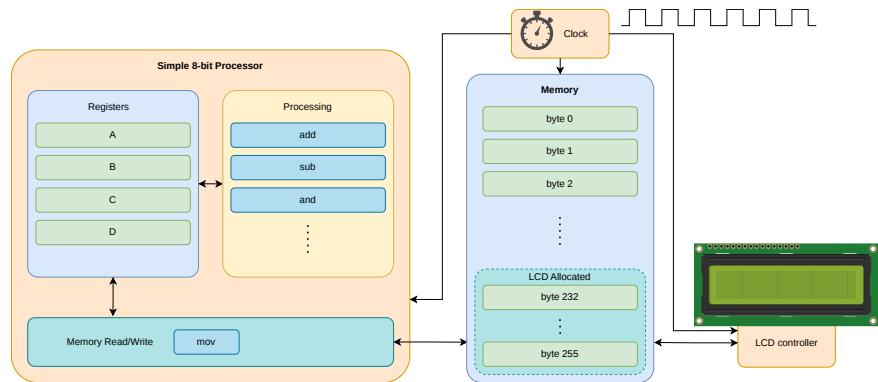 Clock
Simple 8-bit Processor
Registers
A
B
C
D
Processing
add
sub
and
Memory Read/Write
mov
Memory
byte 0
byte 1
byte 2
LCD Allocated
byte 232
byte 255
LCD controller